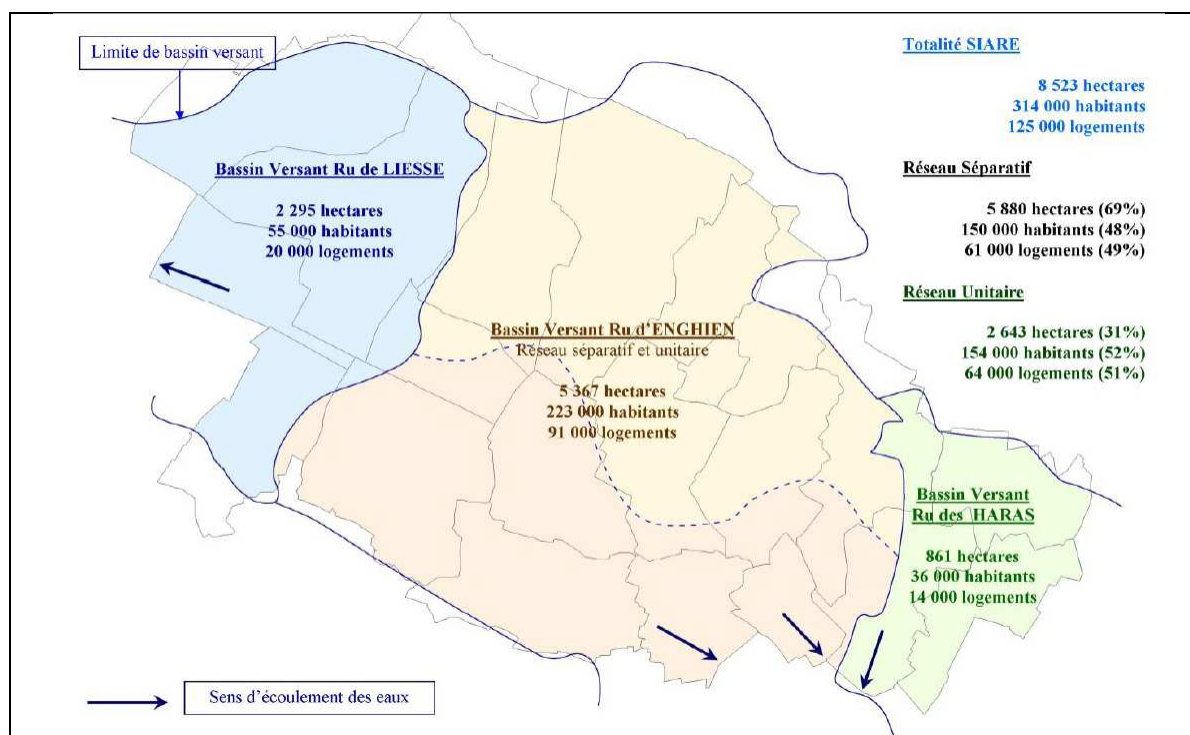 Limite de bassin versant
Totalité SIARE
8 523 hectares
314 000 habitants
125 000 logements
Bassin Versant Ru de LIESSE
2 295 hectares
55 000 habitants
20 000 logements
Réseau Séparatif
5 880 hectares (69%)
150 000 habitants (48%)
61 000 logements (49%)
Réseau Unitaire
2 643 hectares (31%)
154 000 habitants (52%)
64 000 logements (51%)
Bassin Versant Ru d'ENGHIEN
Réseau séparatif et unitaire
5 367 hectares
223 000 habitants
91 000 logements
Bassin Versant
Ru des HARAS
861 hectares
36 000 habitants
14 000 logements
Sens d'écoulement des eaux